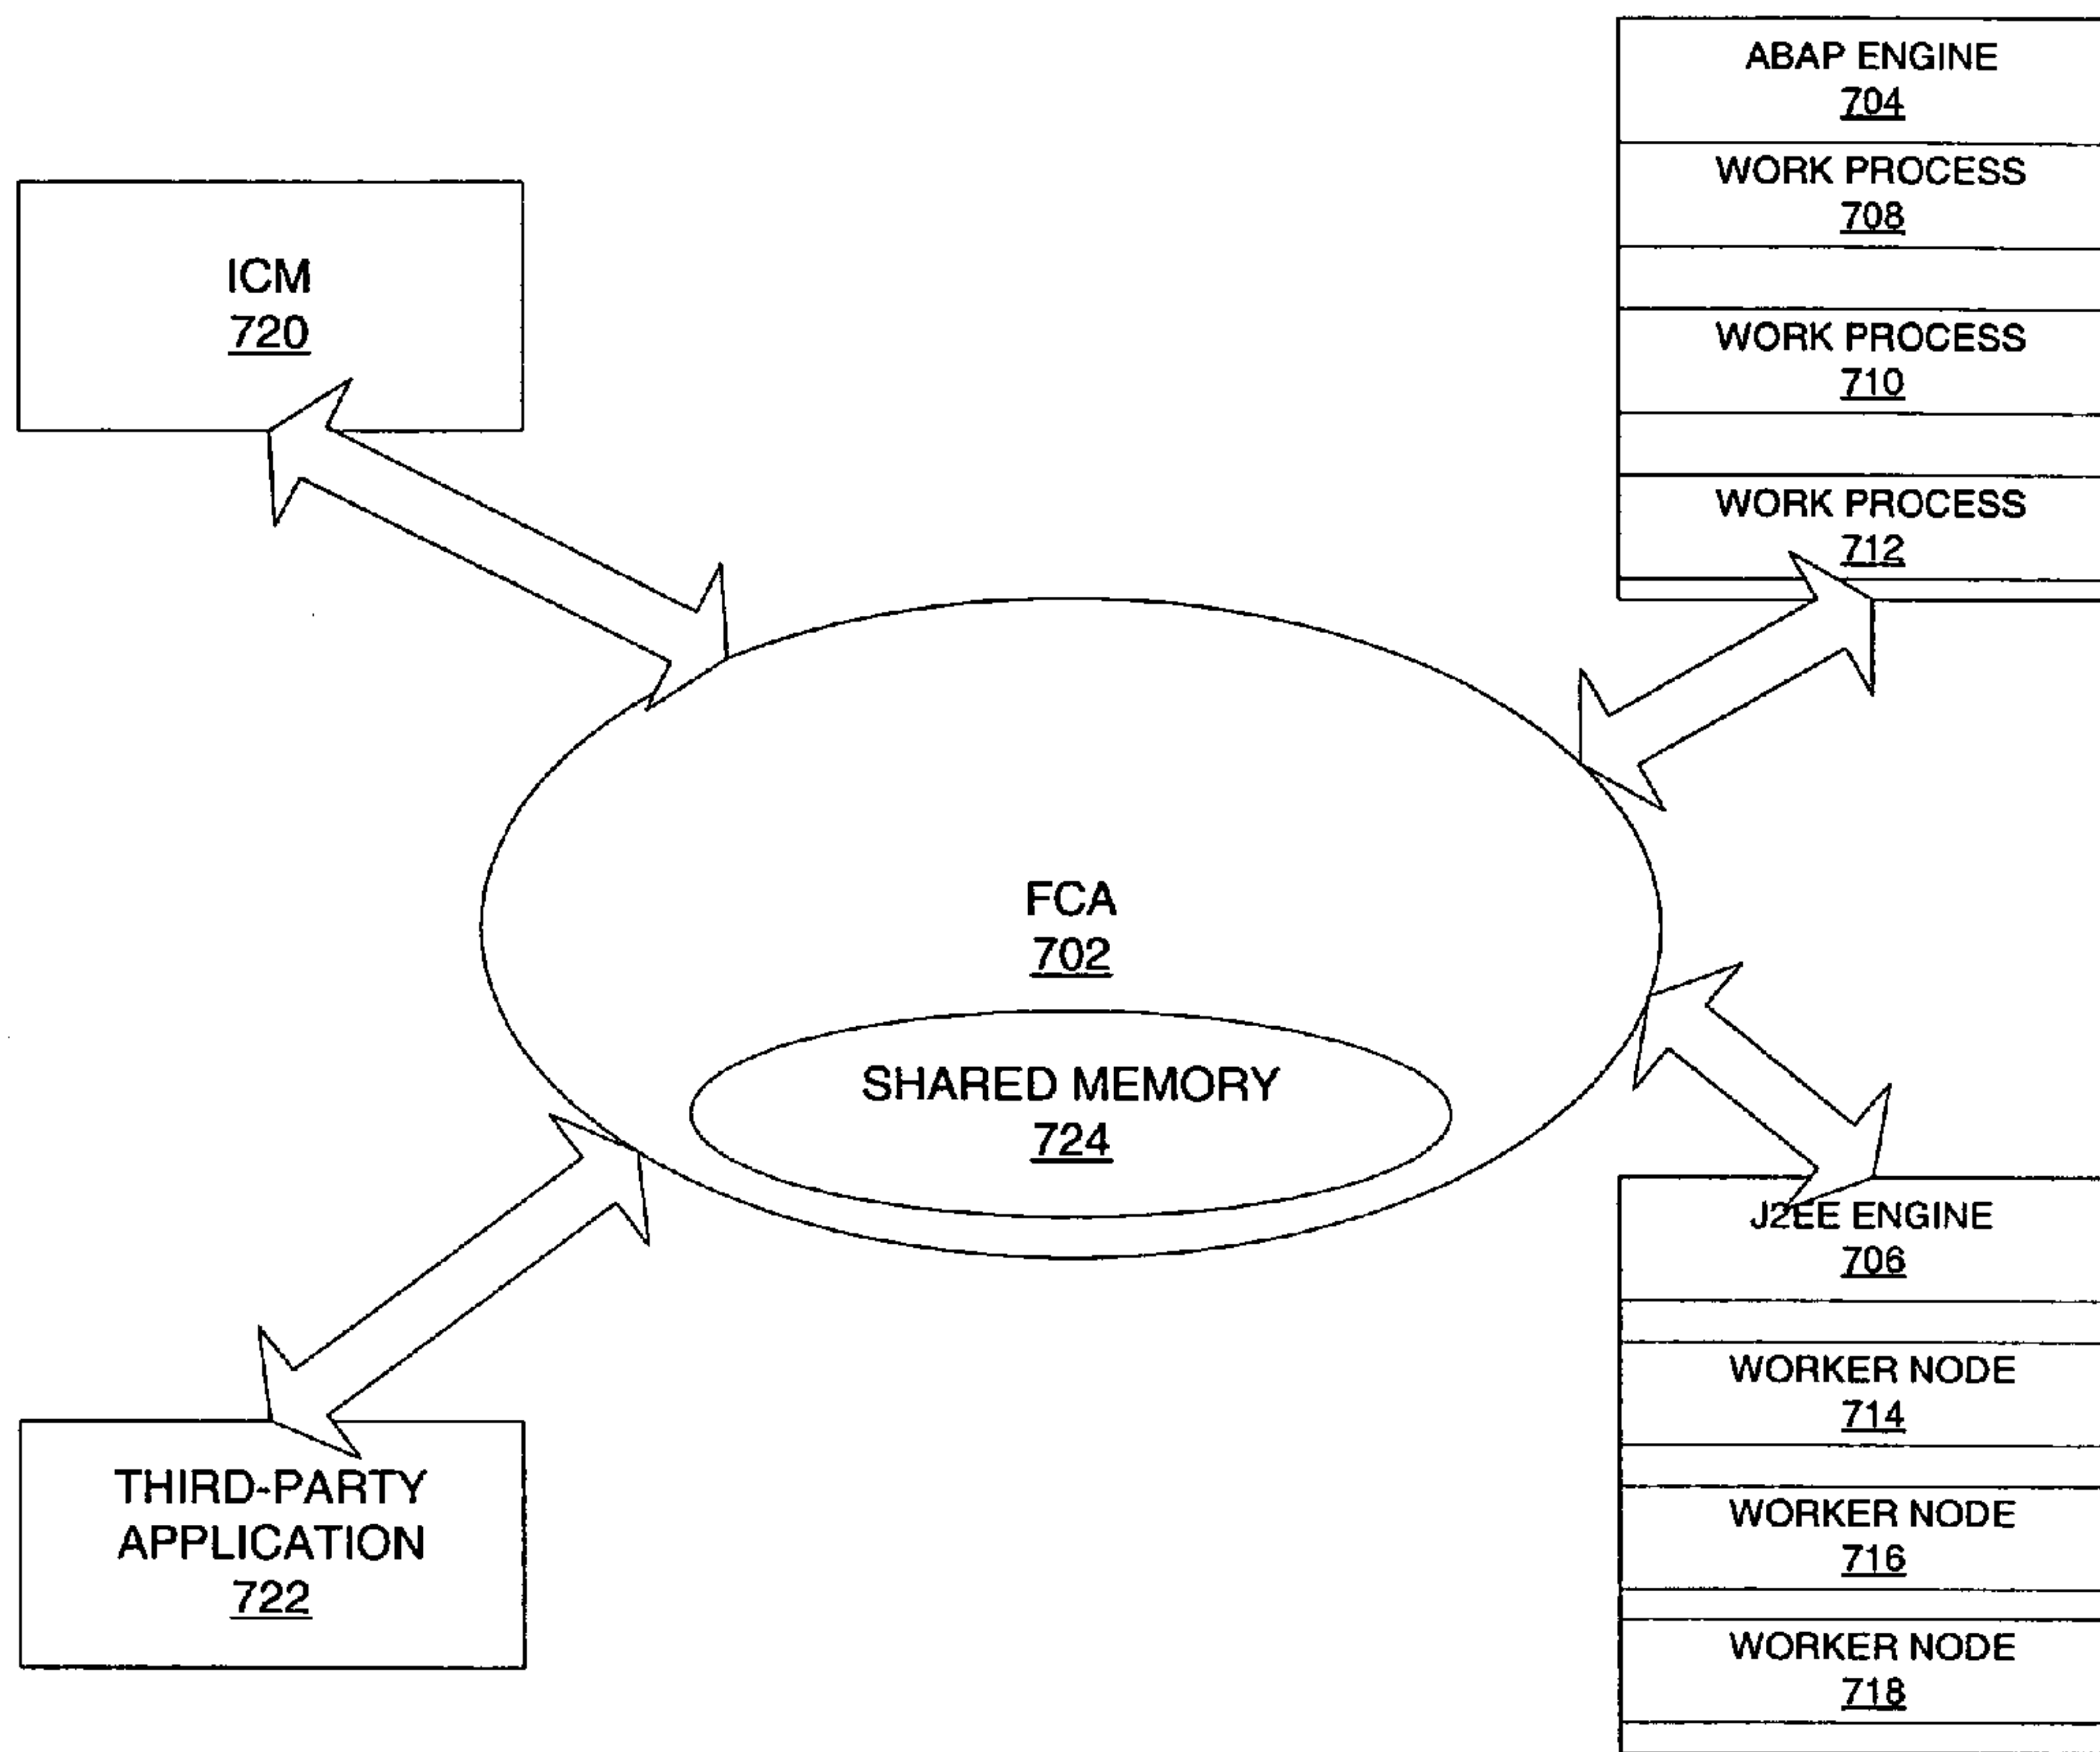 ABAP ENGINE
704
WORK PROCESS
708
WORK PROCESS
710
WORK PROCESS
712
ICM
720
FCA
702
SHARED MEMORY
724
J2EE ENGINE
706
WORKER NODE
714
WORKER NODE
716
WORKER NODE
718
THIRD-PARTY
APPLICATION
722